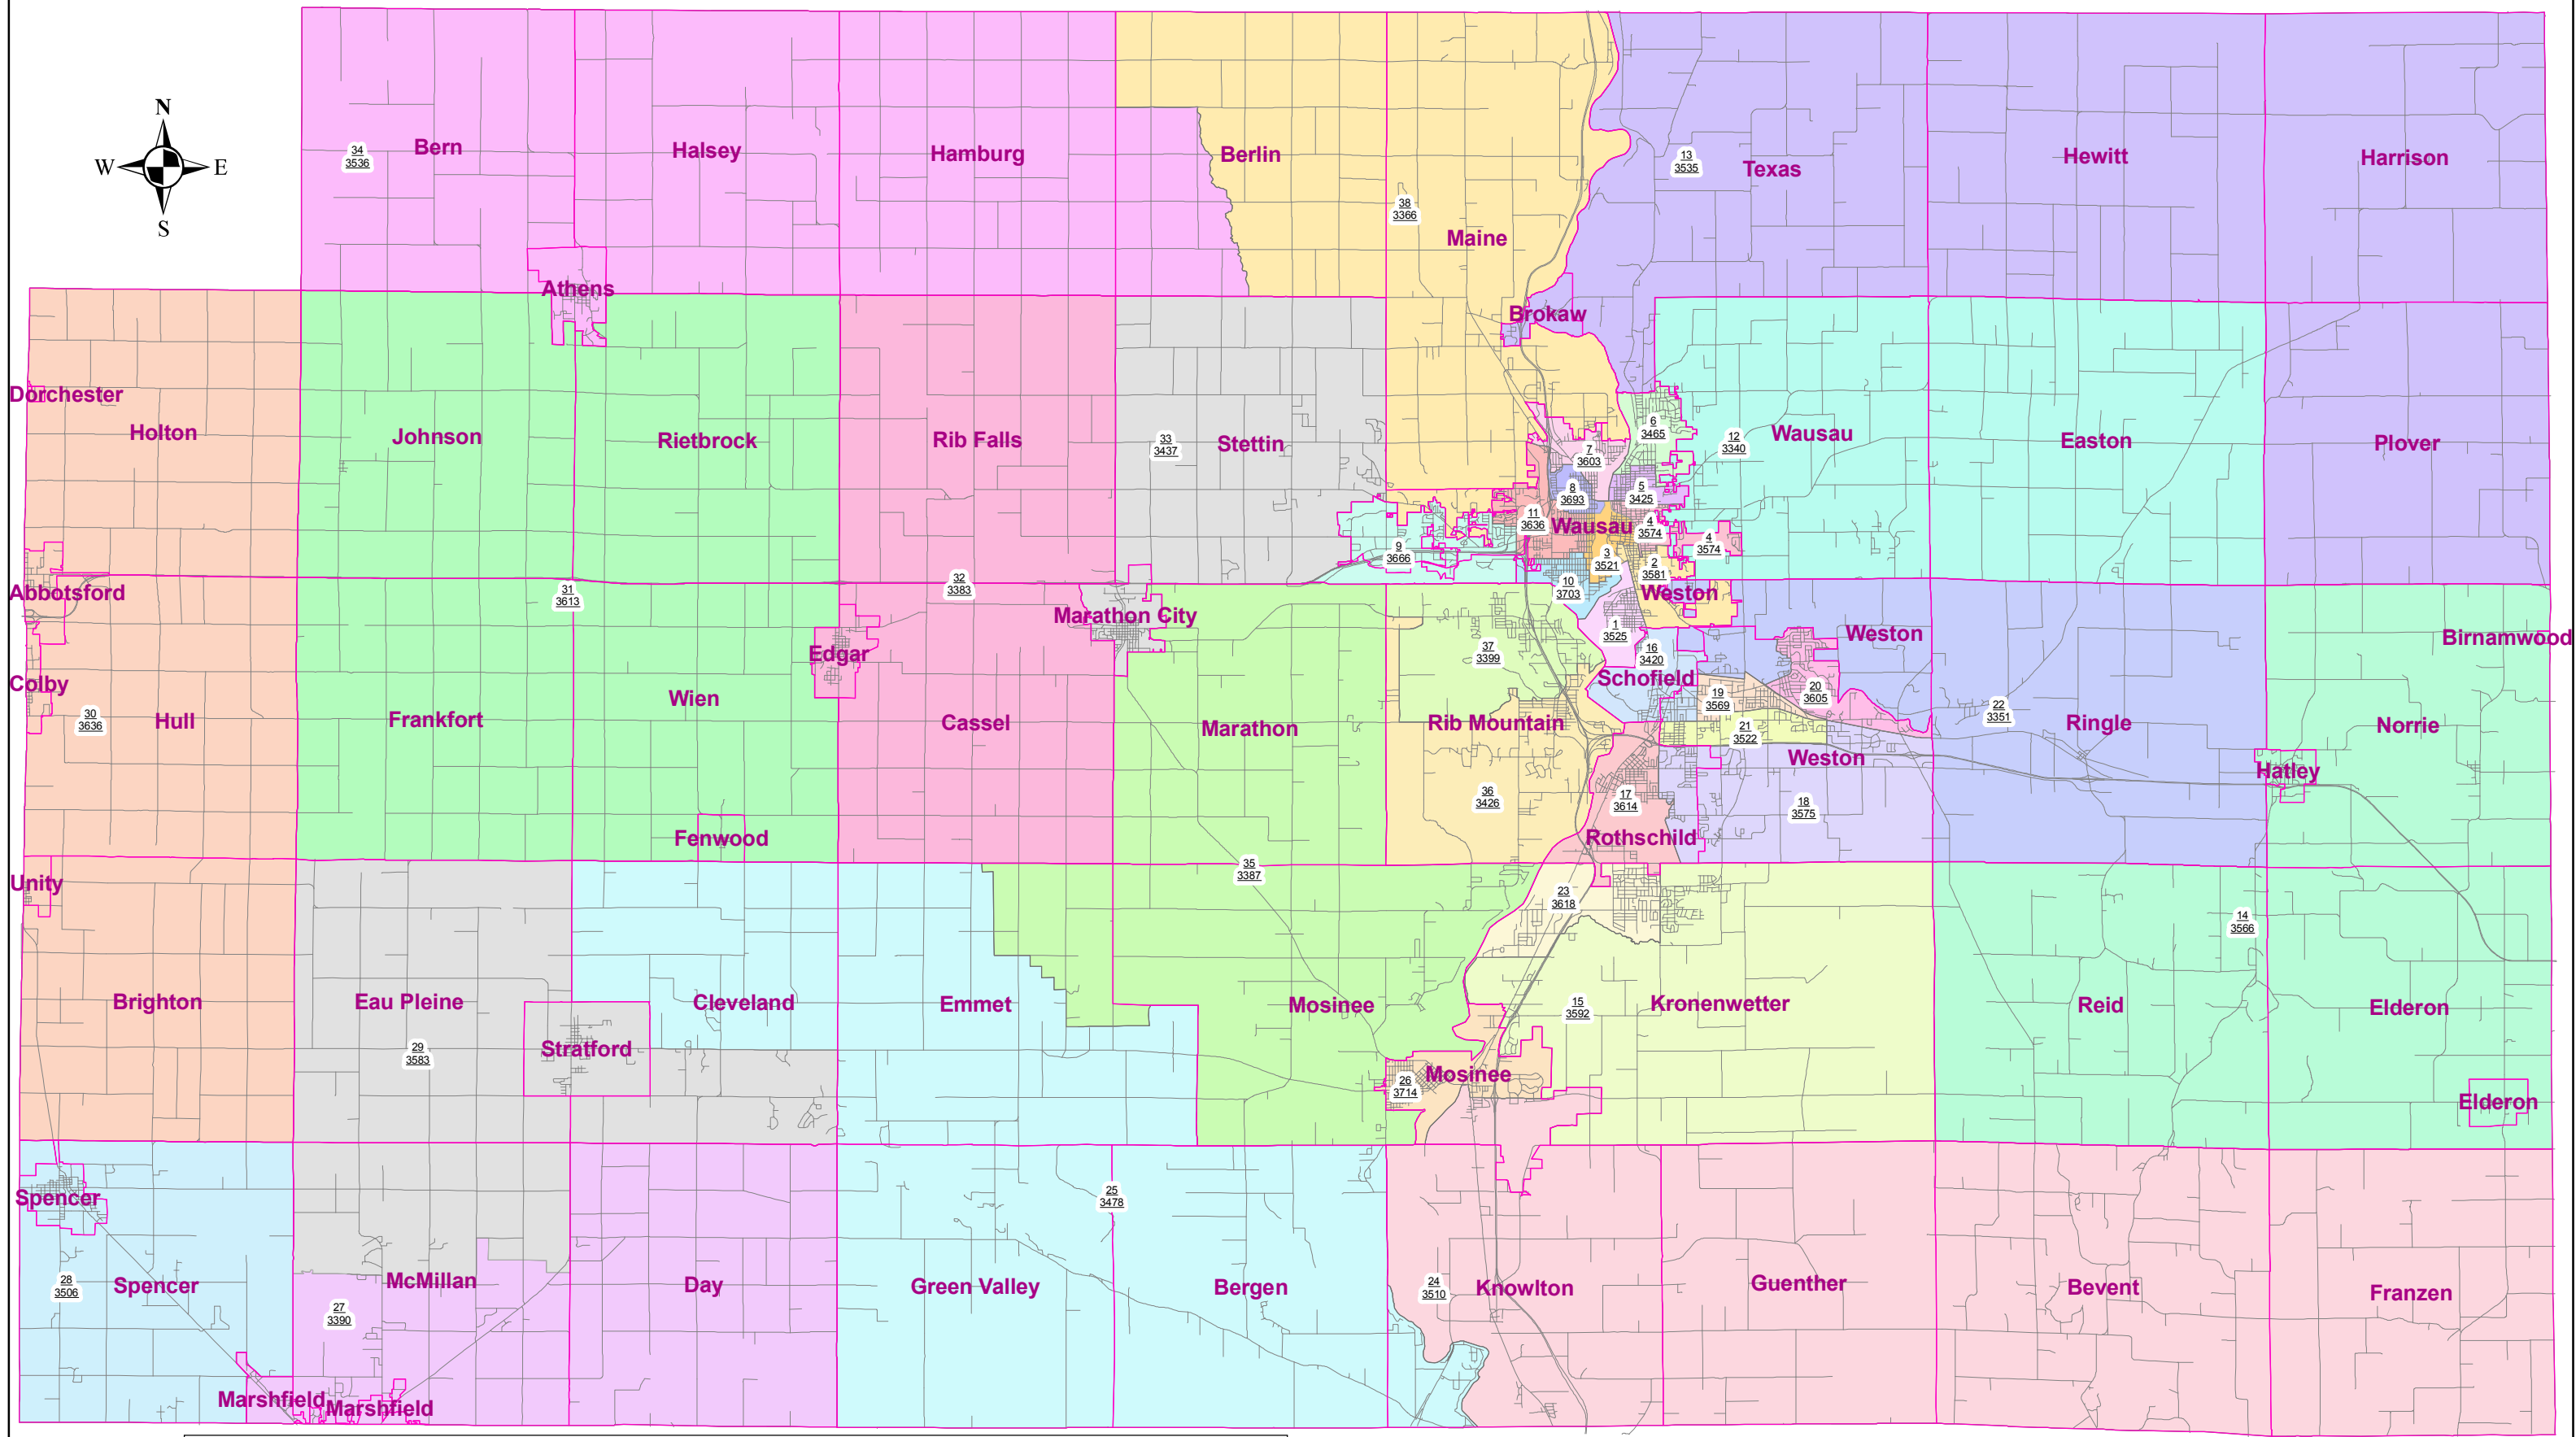 N
W E
S
34
3536
Bern
Halsey
Hamburg
Berlin
38
3366
Maine
13
3535
Texas
Hewitt
Harrison
Athens
Brokaw
Dorchester
Holton
Johnson
Rietbrock
Rib Falls
33
3437
Stettin
6
3465
7
3603
12
3340
Wausau
Easton
Plover
8
3693
5
3425
11
3636
Wausau
4
3574
4
3574
9
3666
3
3521
2
3581
10
3703
Weston
Abbotsford
31
3613
32
3383
Marathon City
1
3525
Weston
Birnamwood
Edgar
37
3399
16
3420
Schofield
Colby
30
3636
Hull
Frankfort
Wien
Cassel
Marathon
Rib Mountain
19
3569
20
3605
21
3522
22
3351
Ringle
Norrie
Weston
Hatley
36
3426
17
3614
18
3575
Fenwood
Rothschild
Unity
35
3387
23
3618
14
3566
Brighton
Eau Pleine
Cleveland
Emmet
Mosinee
15
3592
Kronenwetter
Reid
Elderon
29
3583
Stratford
Mosinee
26
3714
Elderon
Spencer
25
3478
28
3506
Spencer
McMillan
27
3390
Day
Green Valley
Bergen
24
3510
Knowlton
Guenther
Bevent
Franzen
Marshfield
Marshfield